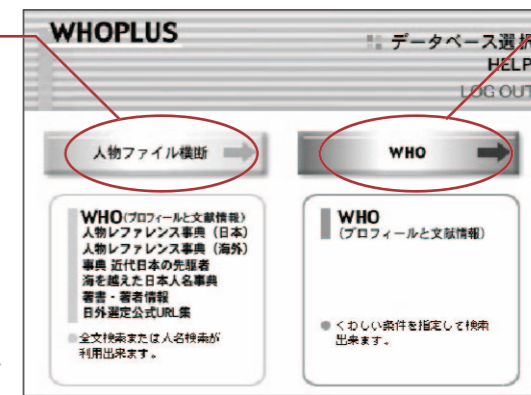 WHOPLUS
データベース選択
HELP
LOG OUT
人物ファイル横断
WHO(プロフィールと文献情報)
人物レファレンス事典(日本)
人物レファレンス事典(海外)
事典 近代日本の先駆者
海を越えた日本人名事典
著書・著者情報
日外選定公式URL集
全文検索または人名検索が
利用出来ます。
WHO
WHO
(プロフィールと文献情報)
くわしい条件を指定して検索
出来ます。